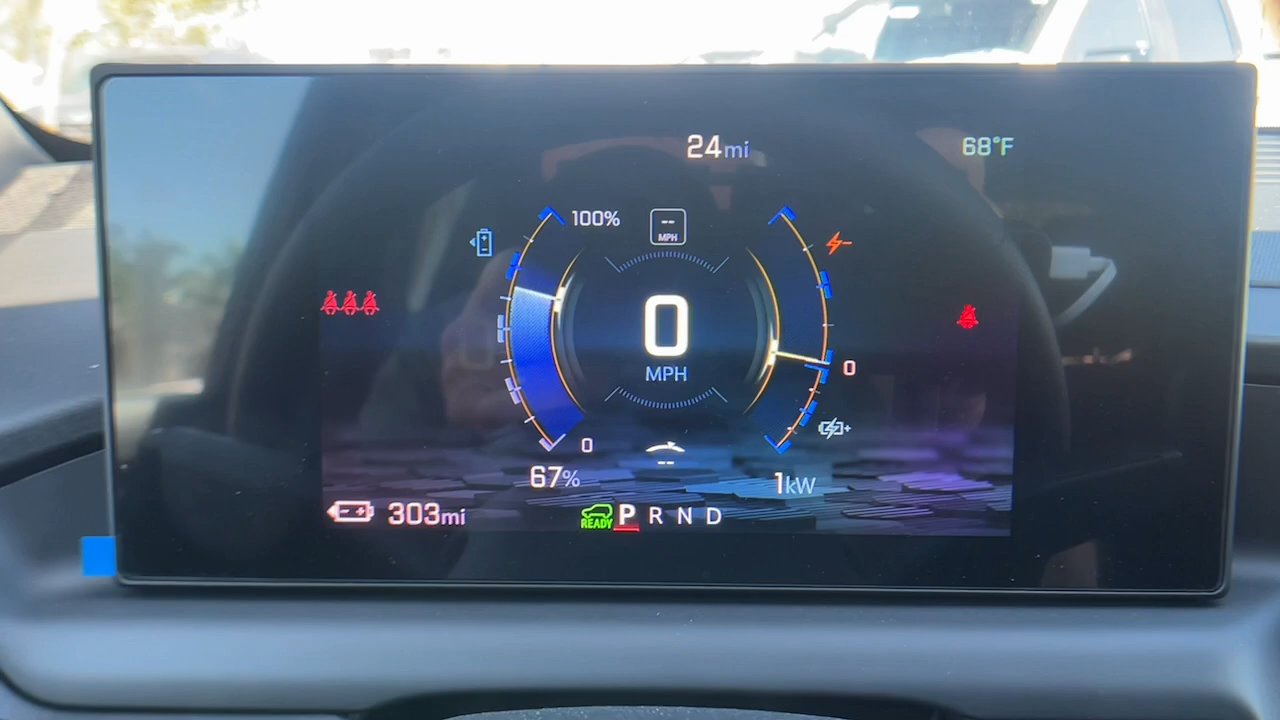 24mi
68°F
100%
--
MPH
0
MPH
0
0
67%
1kW
303mi
READY P R N D